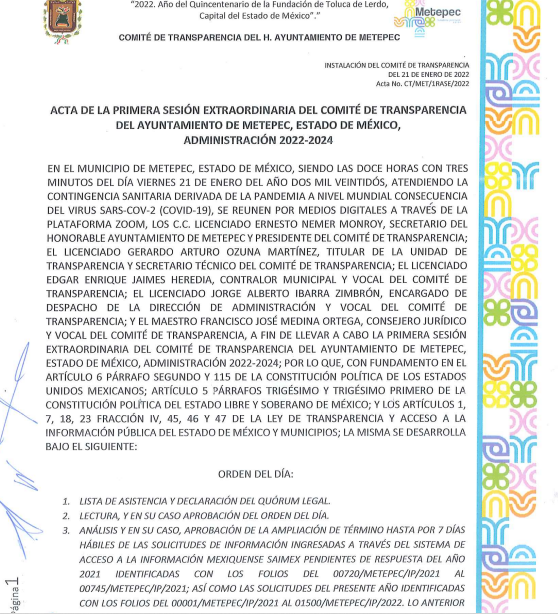 "2022. Año del Quincentenario de la Fundación de Toluca de Lerdo,
Capital del Estado de México"."
Metepec
COMITÉ DE TRANSPARENCIA DEL H. AYUNTAMIENTO DE METEPEC
INSTALACIÓN DEL COMITÉ DE TRANSPARENCIA
DEL 21 DE ENERO DE 2022
Acta No. CT/MET/1RASE/2022
ACTA DE LA PRIMERA SESIÓN EXTRAORDINARIA DEL COMITÉ DE TRANSPARENCIA
DEL AYUNTAMIENTO DE METEPEC, ESTADO DE MÉXICO,
ADMINISTRACIÓN 2022-2024
EN EL MUNICIPIO DE METEPEC, ESTADO DE MÉXICO, SIENDO LAS DOCE HORAS CON TRES
MINUTOS DEL DÍA VIERNES 21 DE ENERO DEL AÑO DOS MIL VEINTIDÓS, ATENDIENDO LA
CONTINGENCIA SANITARIA DERIVADA DE LA PANDEMIA A NIVEL MUNDIAL CONSECUENCIA
DEL VIRUS SARS-COV-2 (COVID-19), SE REUNEN POR MEDIOS DIGITALES A TRAVÉS DE LA
PLATAFORMA ZOOM, LOS C.C. LICENCIADO ERNESTO NEMER MONROY, SECRETARIO DEL
HONORABLE AYUNTAMIENTO DE METEPEC Y PRESIDENTE DEL COMITÉ DE TRANSPARENCIA;
EL LICENCIADO GERARDO ARTURO OZUNA MARTÍNEZ, TITULAR DE LA UNIDAD DE
TRANSPARENCIA Y SECRETARIO TÉCNICO DEL COMITÉ DE TRANSPARENCIA; EL LICENCIADO
EDGAR ENRIQUE JAIMES HEREDIA, CONTRALOR MUNICIPAL Y VOCAL DEL COMITÉ DE
TRANSPARENCIA; EL LICENCIADO JORGE ALBERTO IBARRA ZIMBRÓN, ENCARGADO DE
DESPACHO DE LA DIRECCIÓN DE ADMINISTRACIÓN Y VOCAL DEL COMITÉ DE
TRANSPARENCIA; Y EL MAESTRO FRANCISCO JOSÉ MEDINA ORTEGA, CONSEJERO JURÍDICO
Y VOCAL DEL COMITÉ DE TRANSPARENCIA, A FIN DE LLEVAR A CABO LA PRIMERA SESIÓN
EXTRAORDINARIA DEL COMITÉ DE TRANSPARENCIA DEL AYUNTAMIENTO DE METEPEC,
ESTADO DE MÉXICO, ADMINISTRACIÓN 2022-2024; POR LO QUE, CON FUNDAMENTO EN EL
ARTÍCULO 6 PÁRRAFO SEGUNDO Y 115 DE LA CONSTITUCIÓN POLÍTICA DE LOS ESTADOS
UNIDOS MEXICANOS; ARTÍCULO 5 PÁRRAFOS TRIGÉSIMO Y TRIGÉSIMO PRIMERO DE LA
CONSTITUCIÓN POLÍTICA DEL ESTADO LIBRE Y SOBERANO DE MÉXICO; Y LOS ARTÍCULOS 1,
7, 18, 23 FRACCIÓN IV, 45, 46 Y 47 DE LA LEY DE TRANSPARENCIA Y ACCESO A LA
INFORMACIÓN PÚBLICA DEL ESTADO DE MÉXICO Y MUNICIPIOS; LA MISMA SE DESARROLLA
BAJO EL SIGUIENTE:
ORDEN DEL DÍA:
1. LISTA DE ASISTENCIA Y DECLARACIÓN DEL QUÓRUM LEGAL.
2. LECTURA, Y EN SU CASO APROBACIÓN DEL ORDEN DEL DÍA.
3. ANÁLISIS Y EN SU CASO, APROBACIÓN DE LA AMPLIACIÓN DE TÉRMINO HASTA POR 7 DÍAS
HÁBILES DE LAS SOLICITUDES DE INFORMACIÓN INGRESADAS A TRAVÉS DEL SISTEMA DE
ACCESO A LA INFORMACIÓN MEXIQUENSE SAIMEX PENDIENTES DE RESPUESTA DEL AÑO
2021 IDENTIFICADAS CON LOS FOLIOS DEL 00720/METEPEC/IP/2021 AL
00745/METEPEC/IP/2021; ASÍ COMO LAS SOLICITUDES DEL PRESENTE AÑO IDENTIFICADAS
CON LOS FOLIOS DEL 00001/METEPEC/IP/2021 AL 01500/METEPEC/IP/2022. LO ANTERIOR
Página 1